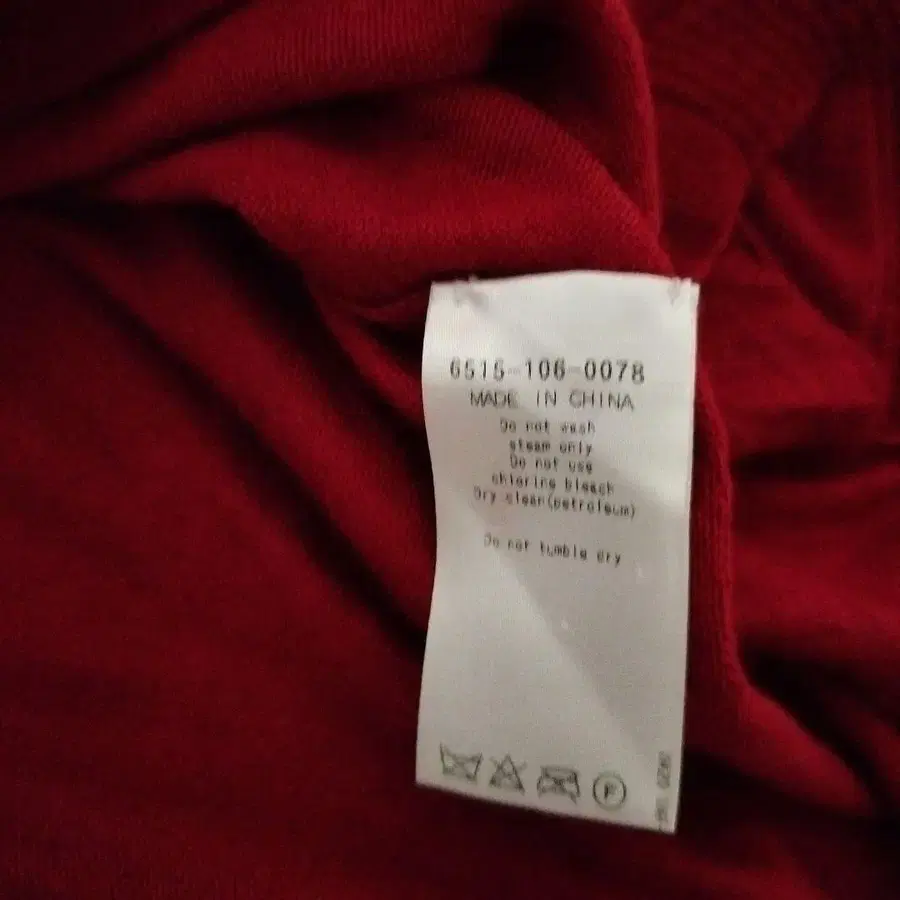 6515-106-0078
MADE IN CHINA
Do not wash
steam only
Do not use
chlorine bleach
Dry clean(petroleum)
Do not tumble dry
F